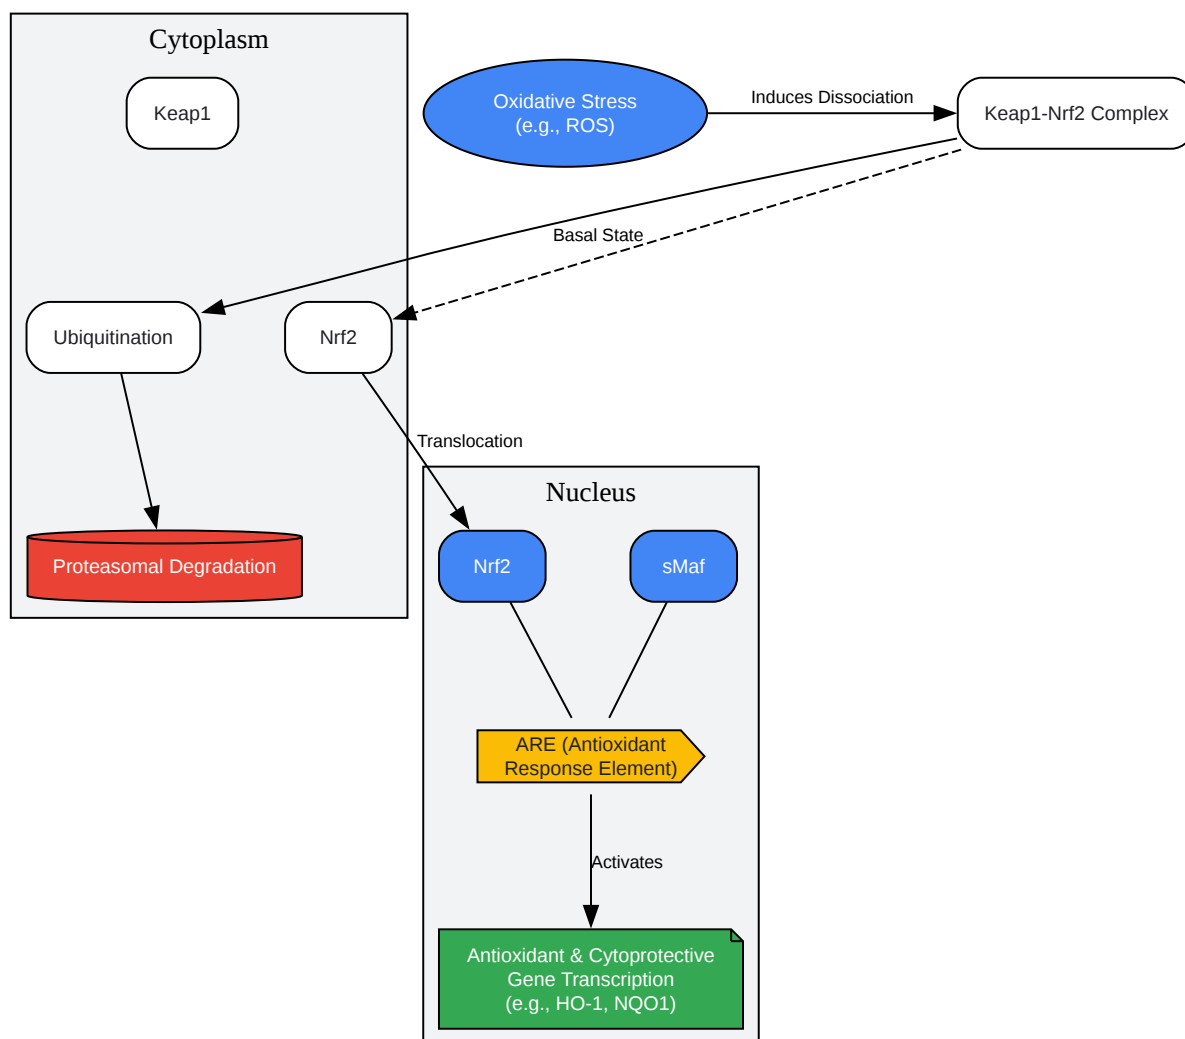 Cytoplasm
Keap1
Oxidative Stress
(e.g., ROS)
Induces Dissociation
Keap1-Nrf2 Complex
Basal State
Ubiquitination
Nrf2
Translocation
Nucleus
Proteasomal Degradation
Nrf2
sMaf
ARE (Antioxidant
Response Element)
Activates
Antioxidant & Cytoprotective
Gene Transcription
(e.g., HO-1, NQO1)